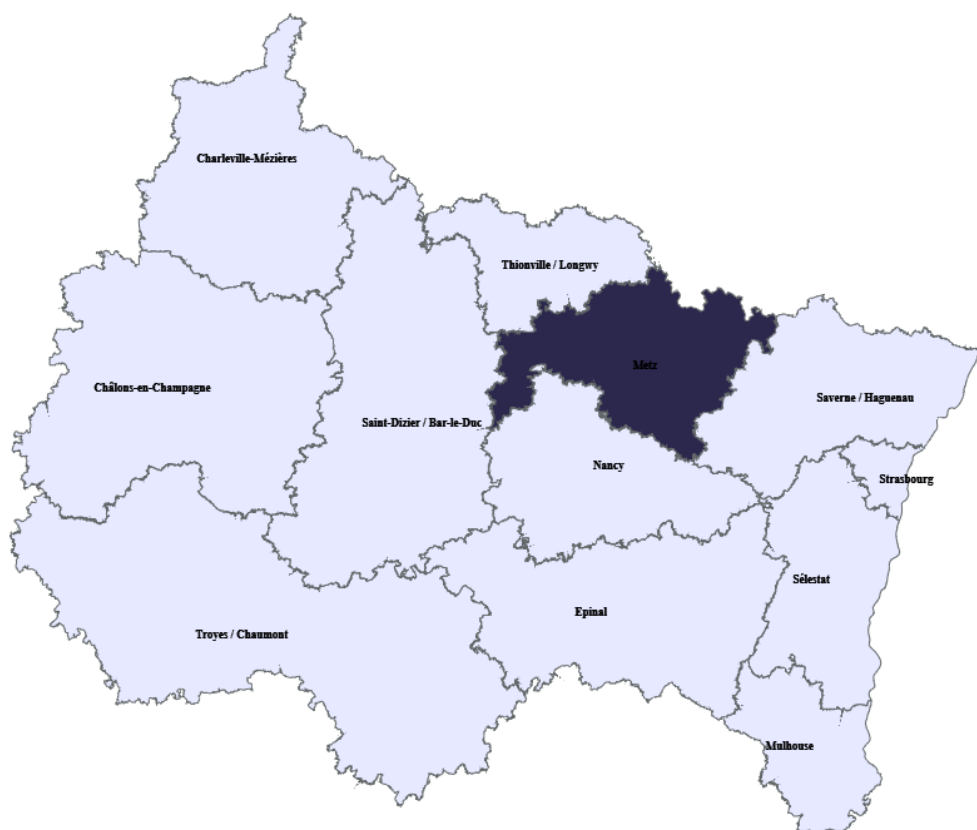 Charleville-Mézières
Thionville / Longwy
Metz
Châlons-en-Champagne
Saverne / Haguenau
Saint-Dizier / Bar-le-Duc
Nancy
Strasbourg
Sélestat
Epinal
Troyes / Chaumont
Mulhouse